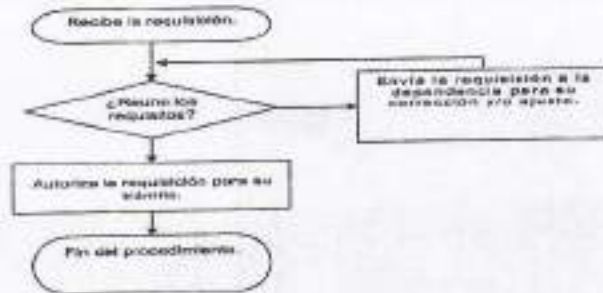 Recibe la requisición.
Envía la requisición a la
dependencia para su
corrección y/o ajuste.
¿Reune los
requisitos?
Autoriza la requisición para su
trámite.
Fin del procedimiento.